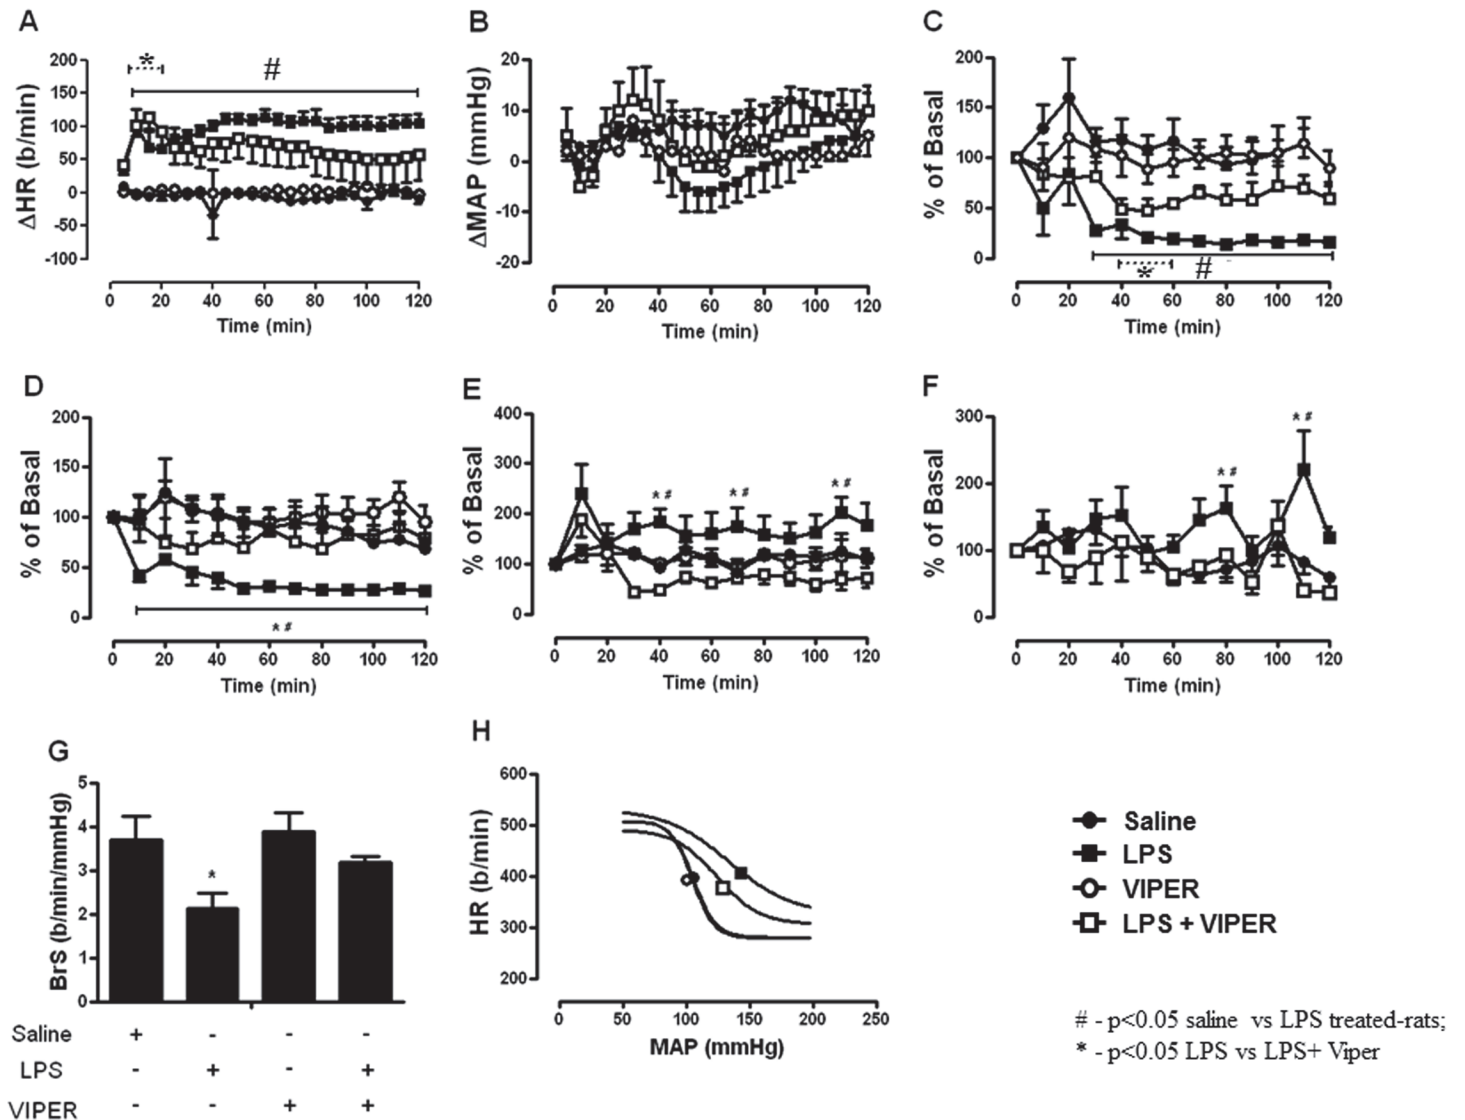 A
B
C
200
150
100
50
0
-50
-100
ΔHR (b/min)
*
#
0 20 40 60 80 100 120
Time (min)
20
10
0
-10
-20
ΔMAP (mmHg)
0 20 40 60 80 100 120
Time (min)
200
150
100
50
0
% of Basal
* #
0 20 40 60 80 100 120
Time (min)
D
E
F
200
150
100
50
0
% of Basal
* #
0 20 40 60 80 100 120
Time (min)
400
300
200
100
0
% of Basal
* # * # * #
0 20 40 60 80 100 120
Time (min)
300
200
100
0
% of Basal
* # * #
0 20 40 60 80 100 120
Time (min)
G
H
5
4
3
2
1
0
BrS (b/min/mmHg)
*
Saline + - - -
LPS - + - +
VIPER - - + +
600
500
400
300
200
HR (b/min)
0 50 100 150 200 250
MAP (mmHg)
Saline
LPS
VIPER
LPS + VIPER
# - p<0.05 saline vs LPS treated-rats;
* - p<0.05 LPS vs LPS+ Viper